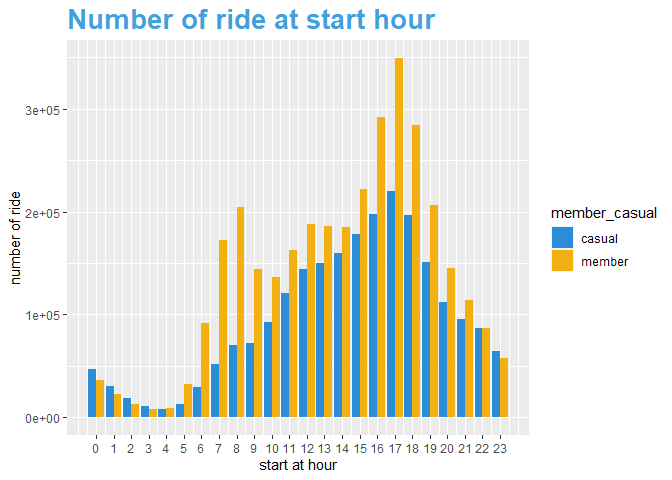 Number of ride at start hour
number of ride
3e+05
2e+05
1e+05
0e+00
0 1 2 3 4 5 6 7 8 9 10 11 12 13 14 15 16 17 18 19 20 21 22 23
start at hour
member_casual
casual
member